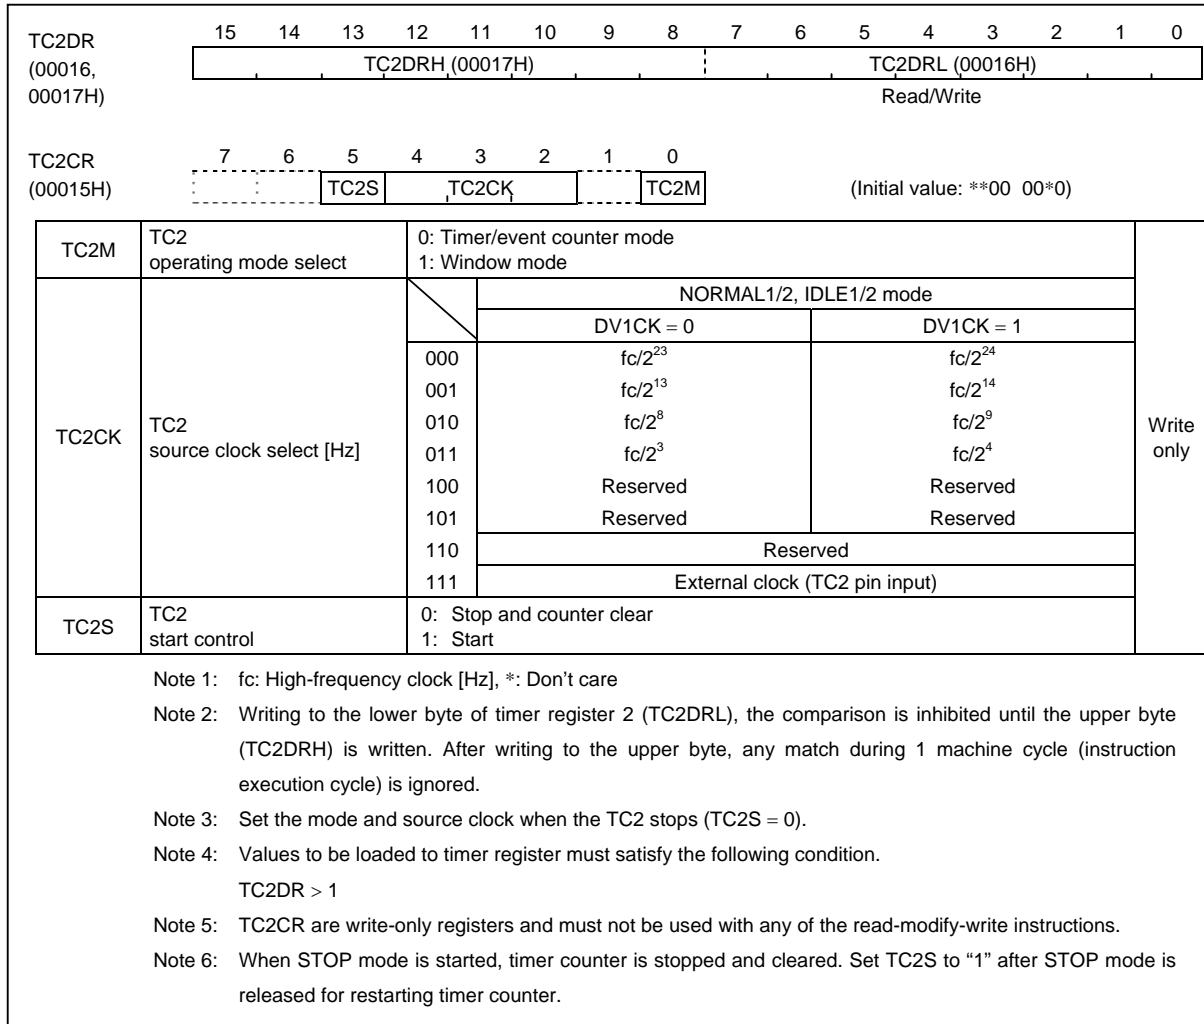 TC2DR
(00016,
00017H)
15 14 13 12 11 10 9 8 7 6 5 4 3 2 1 0
TC2DRH (00017H) TC2DRL (00016H)
Read/Write
TC2CR
(00015H)
7 6 5 4 3 2 1 0
TC2S TC2CK TC2M (Initial value: **00 00*0)
TC2M TC2
operating mode select
0: Timer/event counter mode
1: Window mode
TC2CK TC2
source clock select [Hz]
NORMAL1/2, IDLE1/2 mode
DV1CK = 0 DV1CK = 1
000 fc/2^23 fc/2^24
001 fc/2^13 fc/2^14
010 fc/2^8 fc/2^9
011 fc/2^3 fc/2^4
100 Reserved Reserved
101 Reserved Reserved
110 Reserved
111 External clock (TC2 pin input)
TC2S TC2
start control
0: Stop and counter clear
1: Start
Write
only
Note 1: fc: High-frequency clock [Hz], *: Don't care
Note 2: Writing to the lower byte of timer register 2 (TC2DRL), the comparison is inhibited until the upper byte
(TC2DRH) is written. After writing to the upper byte, any match during 1 machine cycle (instruction
execution cycle) is ignored.
Note 3: Set the mode and source clock when the TC2 stops (TC2S = 0).
Note 4: Values to be loaded to timer register must satisfy the following condition.
TC2DR > 1
Note 5: TC2CR are write-only registers and must not be used with any of the read-modify-write instructions.
Note 6: When STOP mode is started, timer counter is stopped and cleared. Set TC2S to “1” after STOP mode is
released for restarting timer counter.